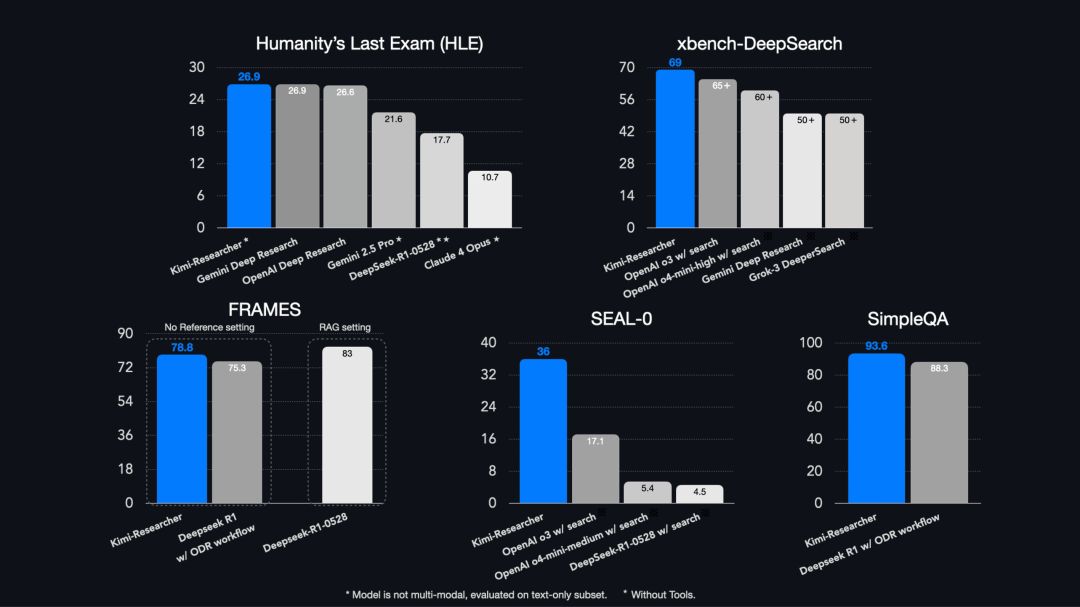 Humanity's Last Exam (HLE)
30
24
18
12
6
0
26.9
26.9
26.6
21.6
17.7
10.7
Kimi-Researcher *
Gemini Deep Research
OpenAI Deep Research
Gemini 2.5 Pro *
DeepSeek-R1-0528 * *
Claude 4 Opus *
xbench-DeepSearch
70
56
42
28
14
0
69
65+
60+
50+
50+
Kimi-Researcher
OpenAI o3 w/ search
OpenAI o4-mini-high w/ search
Gemini Deep Research
Grok-3 DeeperSearch
FRAMES
No Reference setting
RAG setting
90
72
54
36
18
0
78.8
75.3
83
Kimi-Researcher
Deepseek R1
w/ ODR workflow
Deepseek-R1-0528
SEAL-0
40
32
24
16
8
0
36
17.1
5.4
4.5
Kimi-Researcher
OpenAI o3 w/ search
OpenAI o4-mini-medium w/ search
DeepSeek-R1-0528 w/ search
SimpleQA
100
80
60
40
20
0
93.6
88.3
Kimi-Researcher
Deepseek R1 w/ ODR workflow
* Model is not multi-modal, evaluated on text-only subset. * Without Tools.